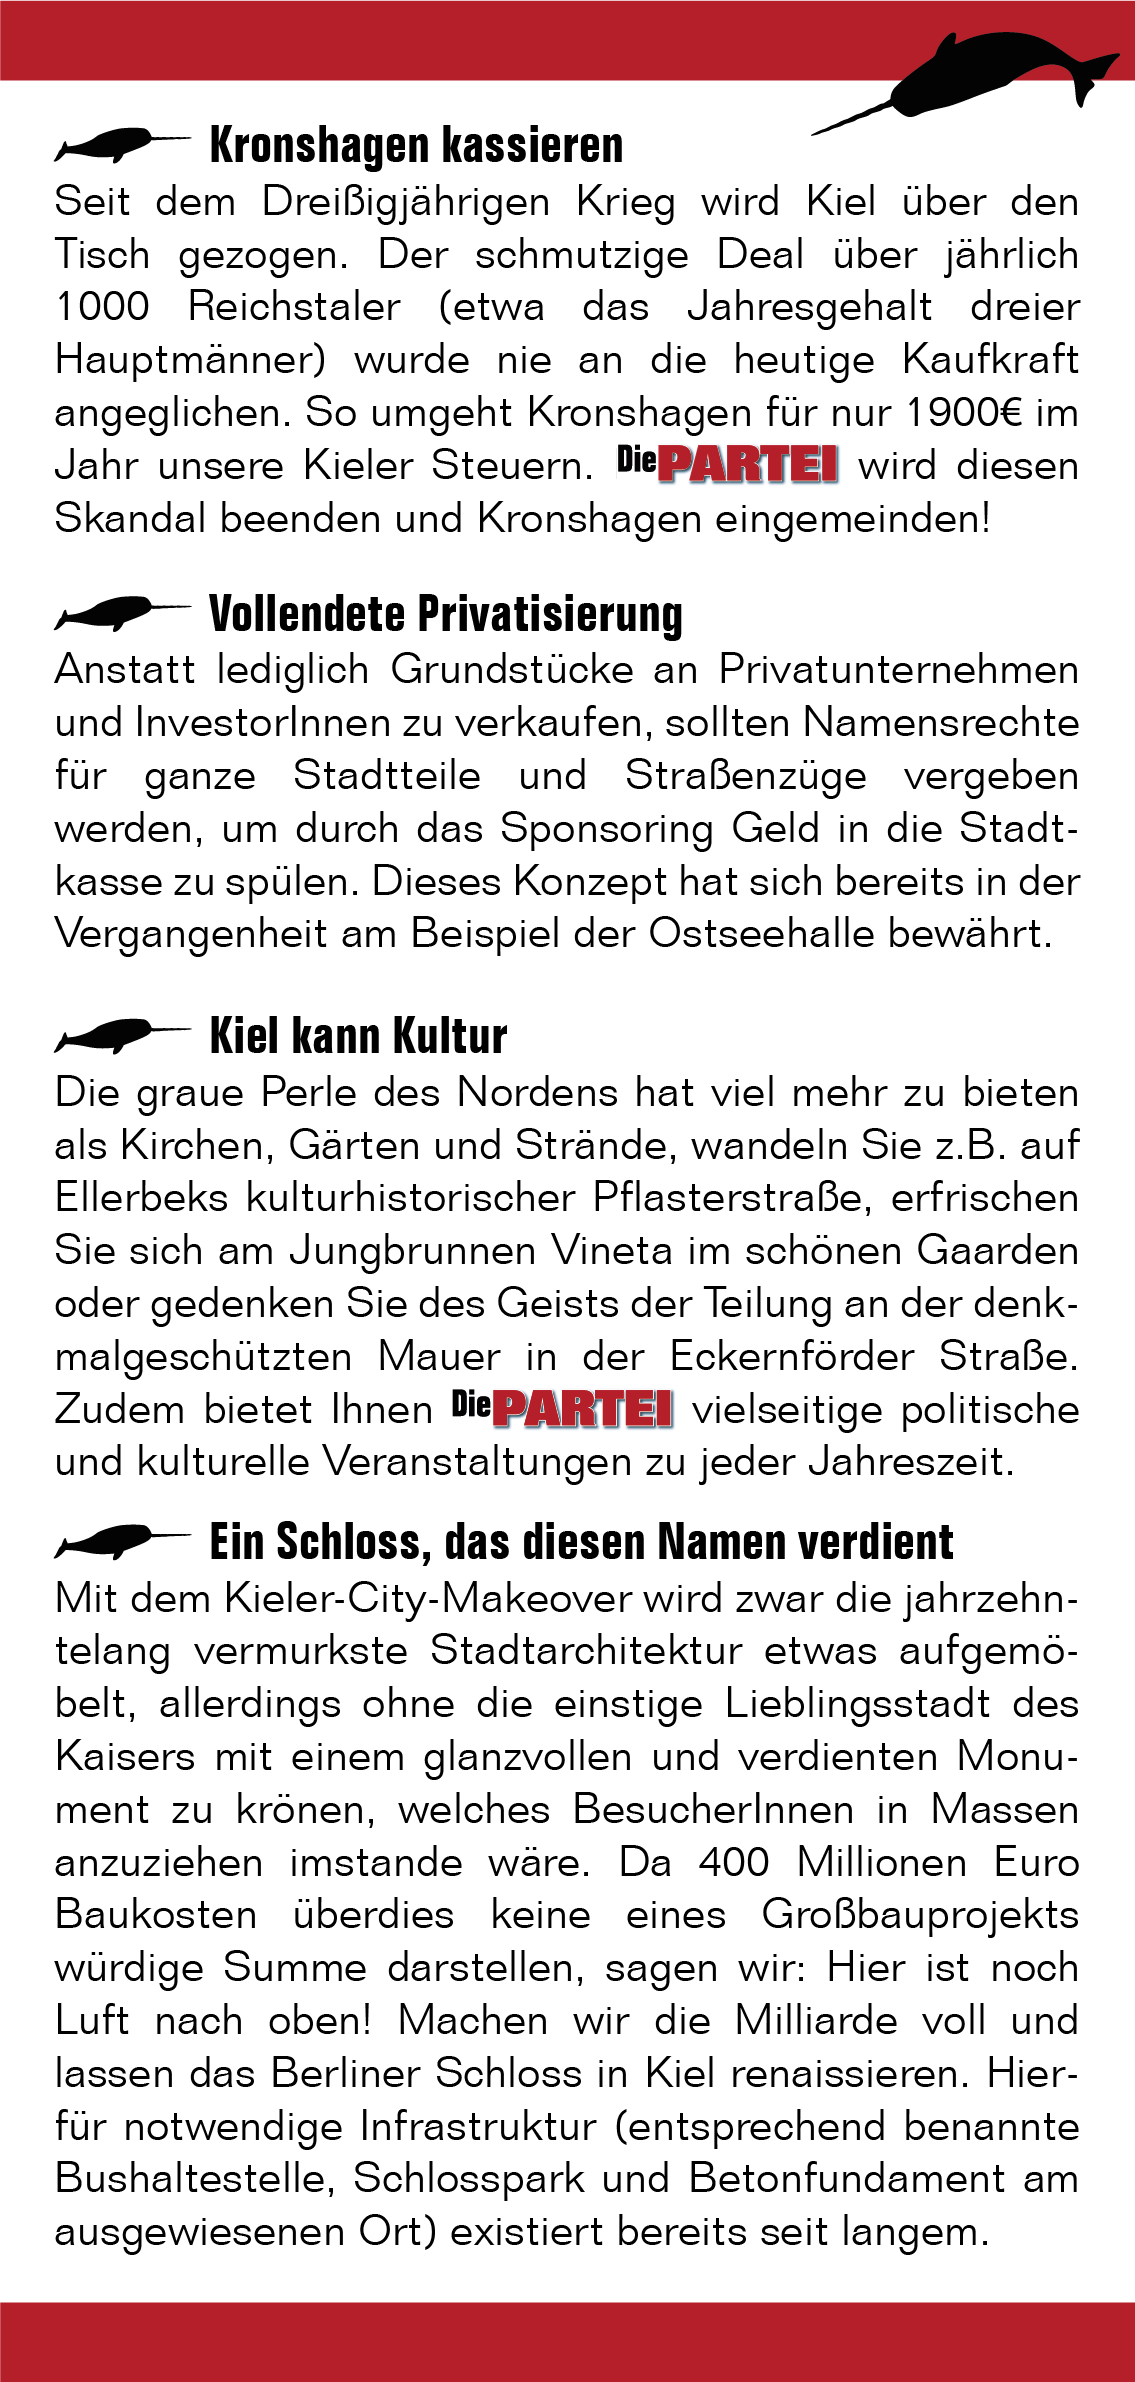 Kronshagen kassieren
Seit dem Dreißigjährigen Krieg wird Kiel über den
Tisch gezogen. Der schmutzige Deal über jährlich
1000 Reichstaler (etwa das Jahresgehalt dreier
Hauptmänner) wurde nie an die heutige Kaufkraft
angeglichen. So umgeht Kronshagen für nur 1900€ im
Jahr unsere Kieler Steuern. Die PARTEI wird diesen
Skandal beenden und Kronshagen eingemeinden!
Vollendete Privatisierung
Anstatt lediglich Grundstücke an Privatunternehmen
und InvestorInnen zu verkaufen, sollten Namensrechte
für ganze Stadtteile und Straßenzüge vergeben
werden, um durch das Sponsoring Geld in die Stadt-
kasse zu spülen. Dieses Konzept hat sich bereits in der
Vergangenheit am Beispiel der Ostseehalle bewährt.
Kiel kann Kultur
Die graue Perle des Nordens hat viel mehr zu bieten
als Kirchen, Gärten und Strände, wandeln Sie z.B. auf
Ellerbeks kulturhistorischer Pflasterstraße, erfrischen
Sie sich am Jungbrunnen Vineta im schönen Gaarden
oder gedenken Sie des Geists der Teilung an der denk-
malgeschützten Mauer in der Eckernförder Straße.
Zudem bietet Ihnen Die PARTEI vielseitige politische
und kulturelle Veranstaltungen zu jeder Jahreszeit.
Ein Schloss, das diesen Namen verdient
Mit dem Kieler-City-Makeover wird zwar die jahrzehn-
telang vermurkste Stadtarchitektur etwas aufgemö-
belt, allerdings ohne die einstige Lieblingsstadt des
Kaisers mit einem glanzvollen und verdienten Monu-
ment zu krönen, welches BesucherInnen in Massen
anzuziehen imstande wäre. Da 400 Millionen Euro
Baukosten überdies keine eines Großbauprojekts
würdige Summe darstellen, sagen wir: Hier ist noch
Luft nach oben! Machen wir die Milliarde voll und
lassen das Berliner Schloss in Kiel renaissieren. Hier-
für notwendige Infrastruktur (entsprechend benannte
Bushaltestelle, Schlosspark und Betonfundament am
ausgewiesenen Ort) existiert bereits seit langem.